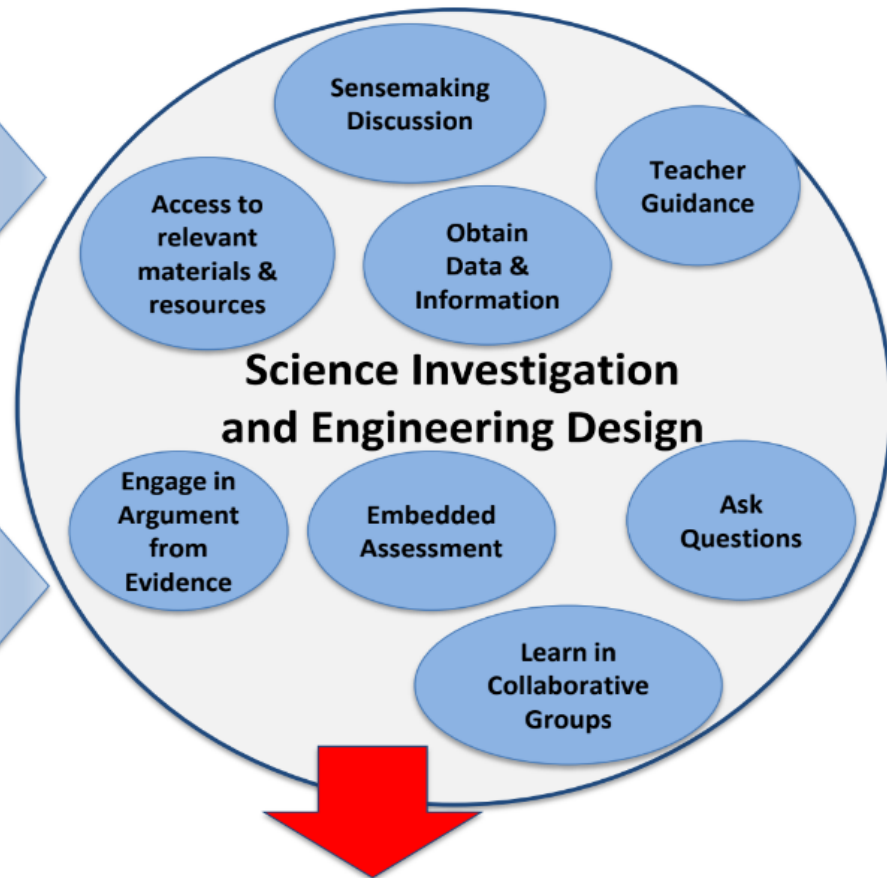 Sensemaking
Discussion
Teacher
Guidance
Access to
relevant
materials &
resources
Obtain
Data &
Information
Science Investigation
and Engineering Design
Engage in
Argument
from
Evidence
Embedded
Assessment
Ask
Questions
Learn in
Collaborative
Groups